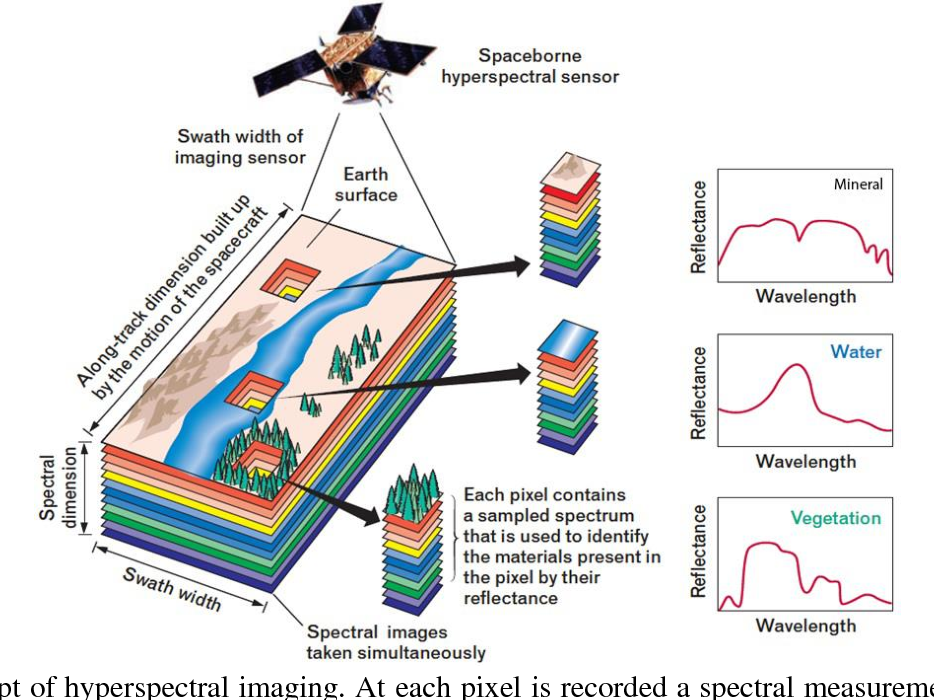 Spaceborne
hyperspectral sensor
Swath width of
imaging sensor
Earth
surface
Along-track dimension built up
by the motion of the spacecraft
Spectral
dimension
Swath width
Spectral images
taken simultaneously
Each pixel contains
a sampled spectrum
that is used to identify
the materials present in
the pixel by their
reflectance
Reflectance
Mineral
Wavelength
Reflectance
Water
Wavelength
Reflectance
Vegetation
Wavelength
pt of hyperspectral imaging. At each pixel is recorded a spectral measureme